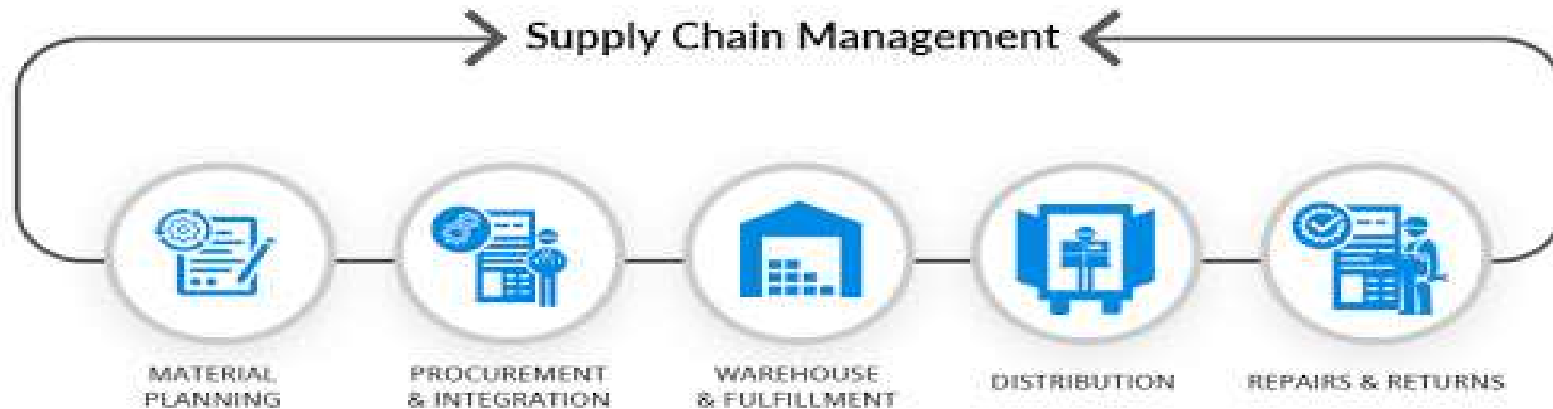 Supply Chain Management
MATERIAL
PLANNING
PROCUREMENT
& INTEGRATION
WAREHOUSE
& FULFILLMENT
DISTRIBUTION
REPAIRS & RETURNS